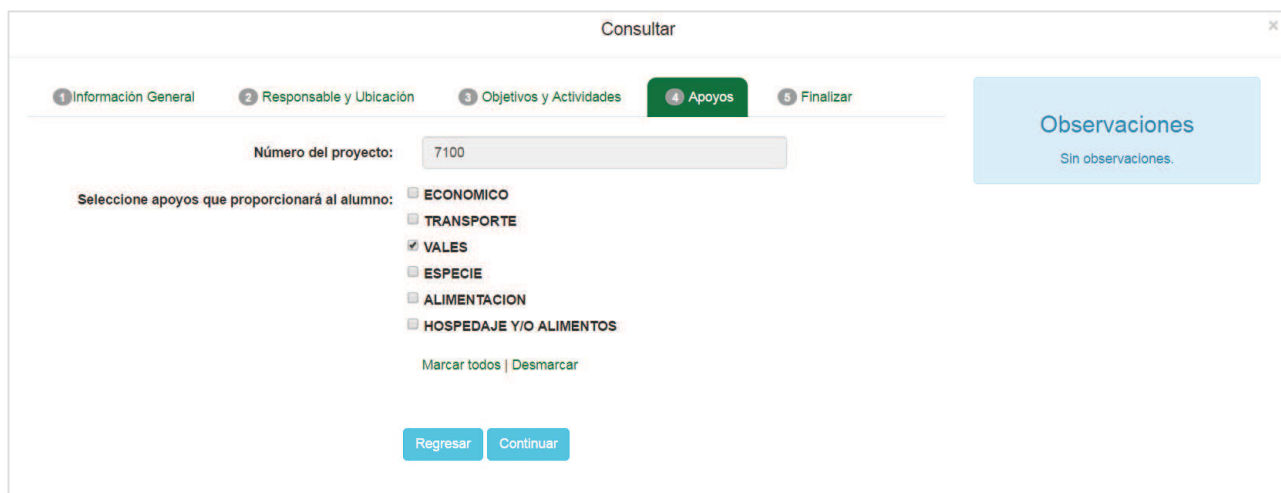 Consultar
×
1 Información General 2 Responsable y Ubicación 3 Objetivos y Actividades 4 Apoyos 5 Finalizar
Observaciones
Sin observaciones.
Número del proyecto: 7100
Seleccione apoyos que proporcionará al alumno: ECONOMICO
TRANSPORTE
VALES
ESPECIE
ALIMENTACION
HOSPEDAJE Y/O ALIMENTOS
Marcar todos | Desmarcar
Regresar Continuar